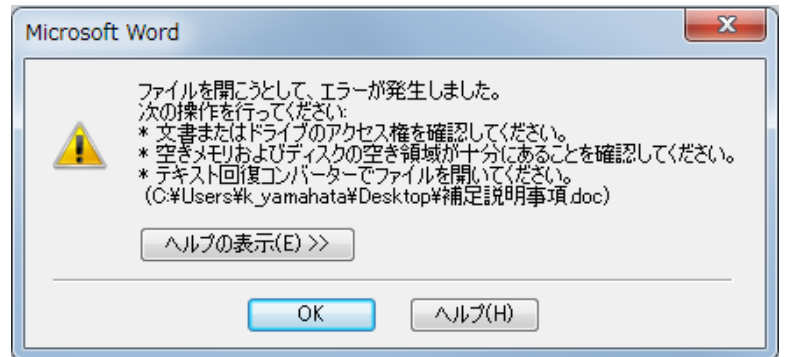 Microsoft Word
ファイルを開こうとして、エラーが発生しました。
次の操作を行ってください:
* 文書またはドライブのアクセス権を確認してください。
* 空きメモリおよびディスクの空き領域が十分にあることを確認してください。
* テキスト回復コンバーターでファイルを開いてください。
(C:¥Users¥k_yamahata¥Desktop¥補足説明事項.doc)
ヘルプの表示(E) >>
OK
ヘルプ(H)